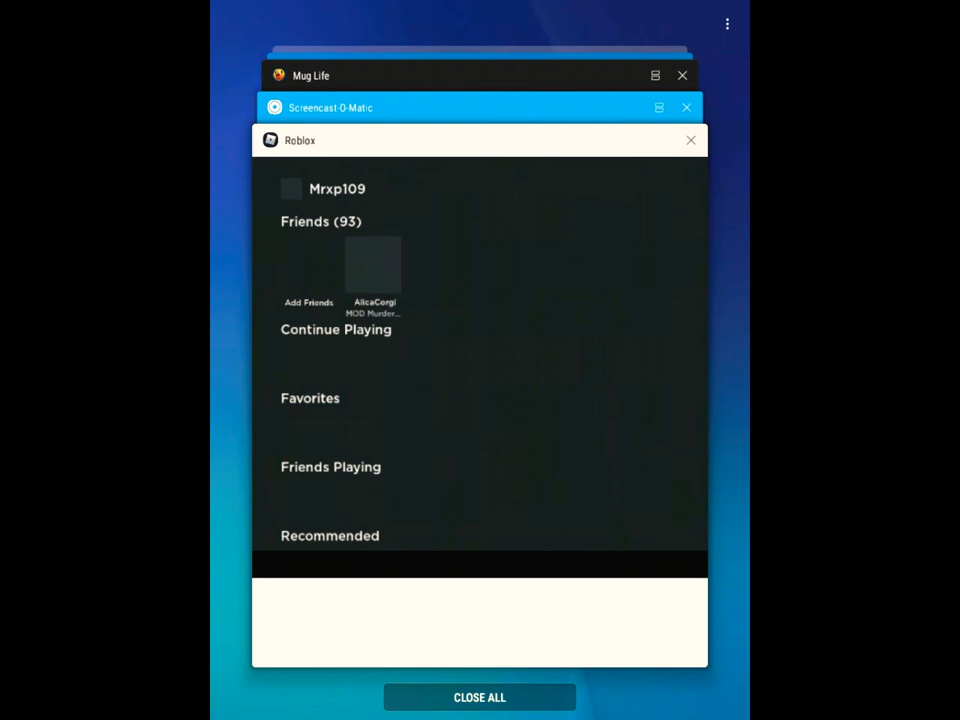 Mug Life
Screencast-O-Matic
Roblox
Mrxp109
Friends (93)
Add Friends
AlicaCorgi
MOD Murder...
Continue Playing
Favorites
Friends Playing
Recommended
CLOSE ALL